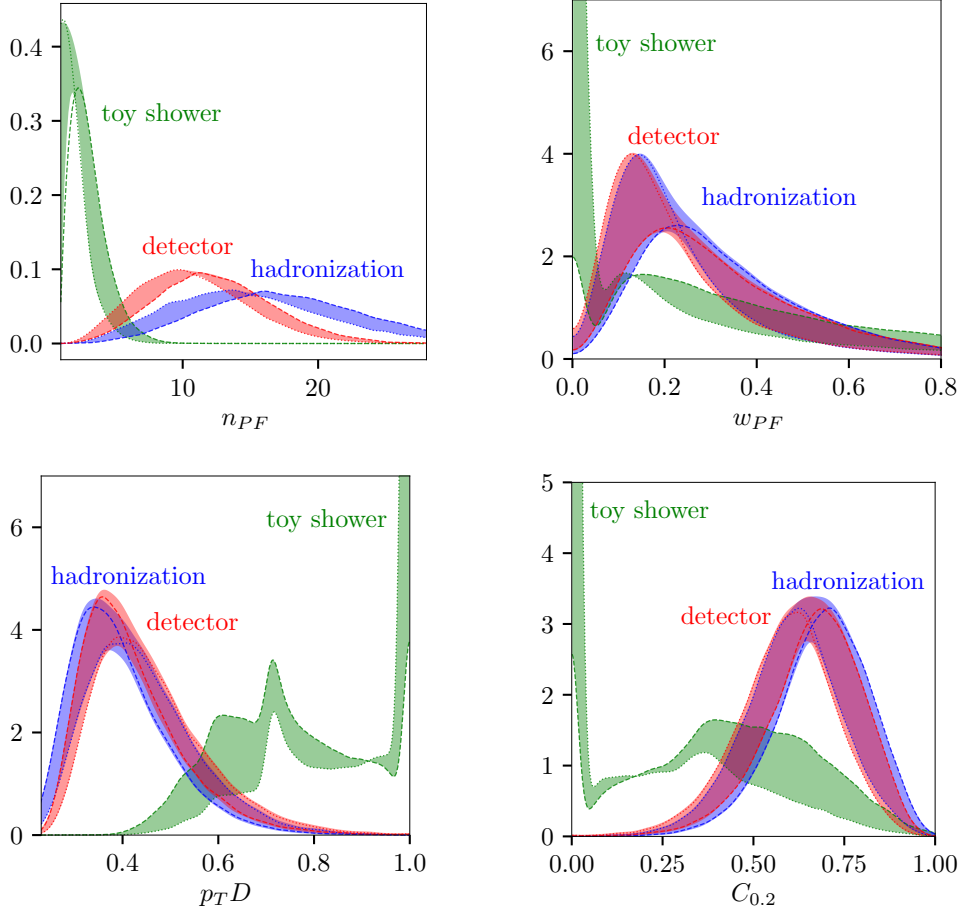 0.4
0.3
0.2
0.1
0.0
toy shower
detector
hadronization
10
20
n_{PF}
6
4
2
0
toy shower
detector
hadronization
0.0
0.2
0.4
0.6
0.8
w_{PF}
6
4
2
0
toy shower
hadronization
detector
0.4
0.6
0.8
1.0
p_T D
5
4
3
2
1
0
toy shower
hadronization
detector
0.00
0.25
0.50
0.75
1.00
C_{0.2}